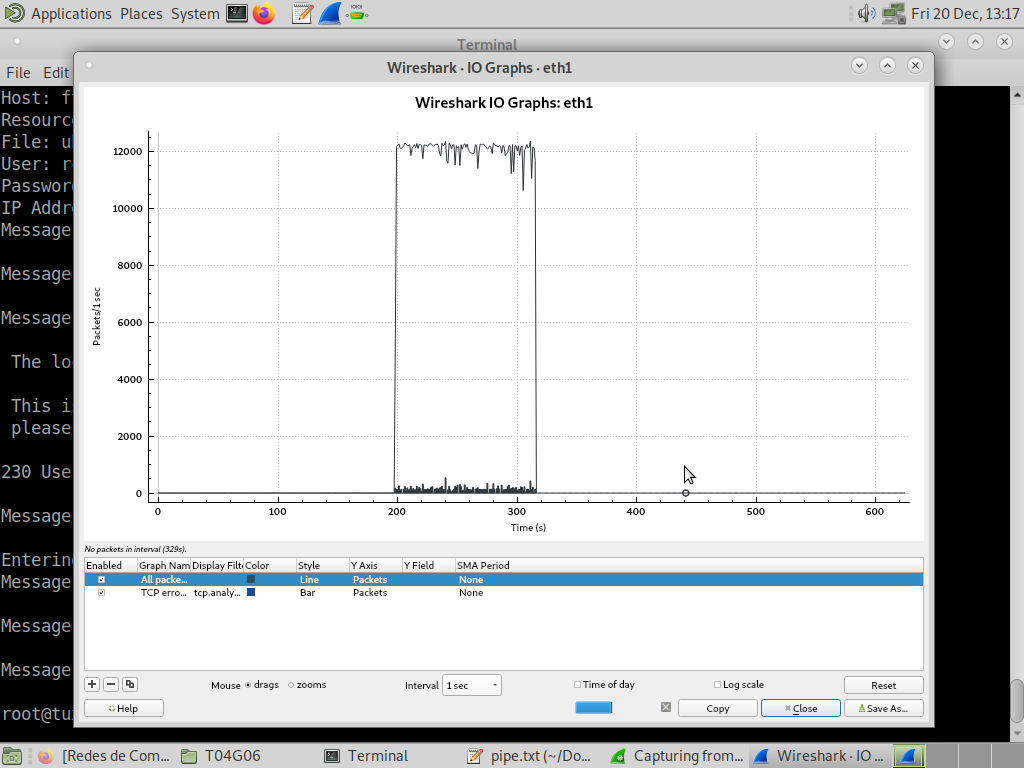 Applications Places System Fri 20 Dec, 13:17
Terminal
File Edit
Wireshark · IO Graphs · eth1
Host:
Resourc
File:
User:
Passwor
IP Addr
Message
Message
Message
The lo
This i
please
230 Use
Message
Enterin
Message
Message
Message
root@tu
Wireshark IO Graphs: eth1
12000
10000
8000
6000
4000
2000
0
Packets/1 sec
0 100 200 300 400 500 600
Time (s)
No packets in interval (329s).
Enabled Graph Nam Display Filt Color Style Y Axis Y Field SMA Period
All packe... Line Packets None
TCP erro... tcp.analy... Bar Packets None
Mouse drags zooms Interval 1 sec Time of day Log scale Reset
Help Copy Close Save As...
[Redes de Com... T04G06 Terminal pipe.txt (~/Do... Capturing from... Wireshark · IO ...